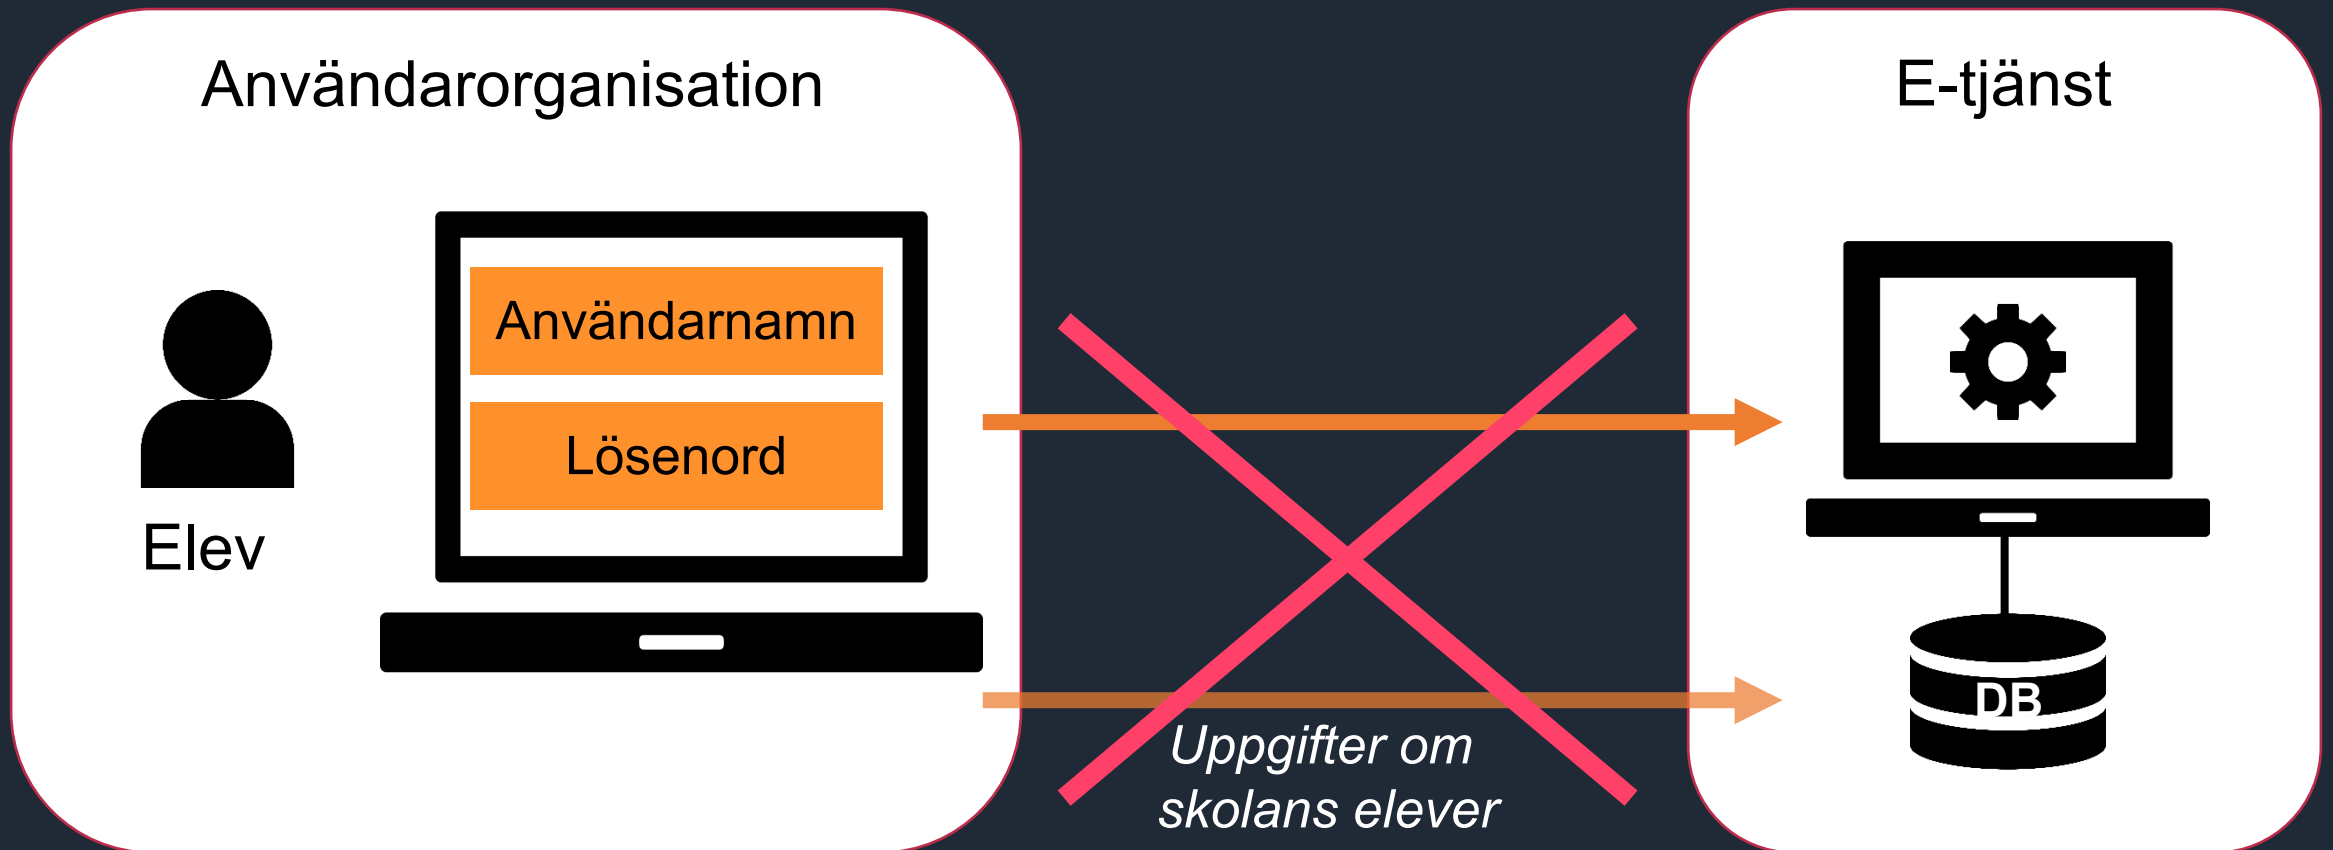 Användarorganisation
E-tjänst
Användarnamn
Lösenord
Elev
DB
Uppgifter om
skolans elever